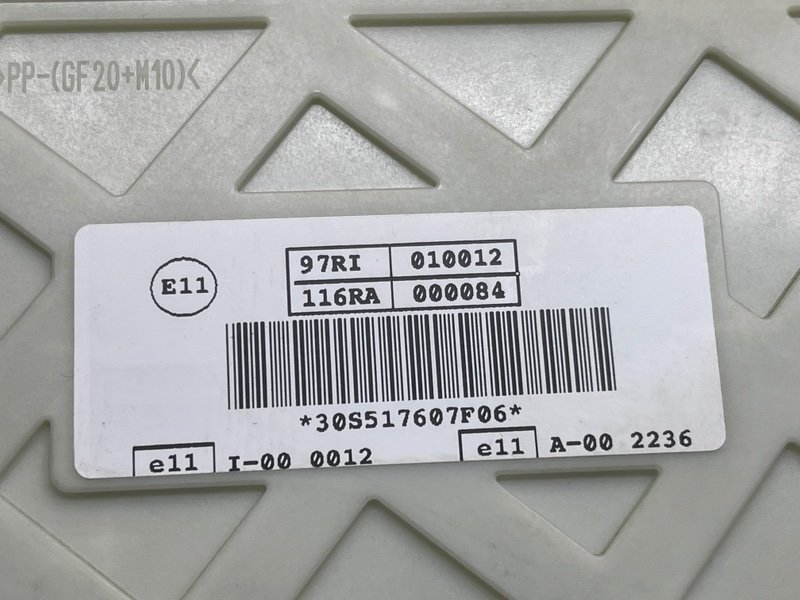 >PP-(GF20+M10)<
E11
97RI 010012
116RA 000084
*30S517607F06*
e11 I-00 0012 e11 A-00 2236